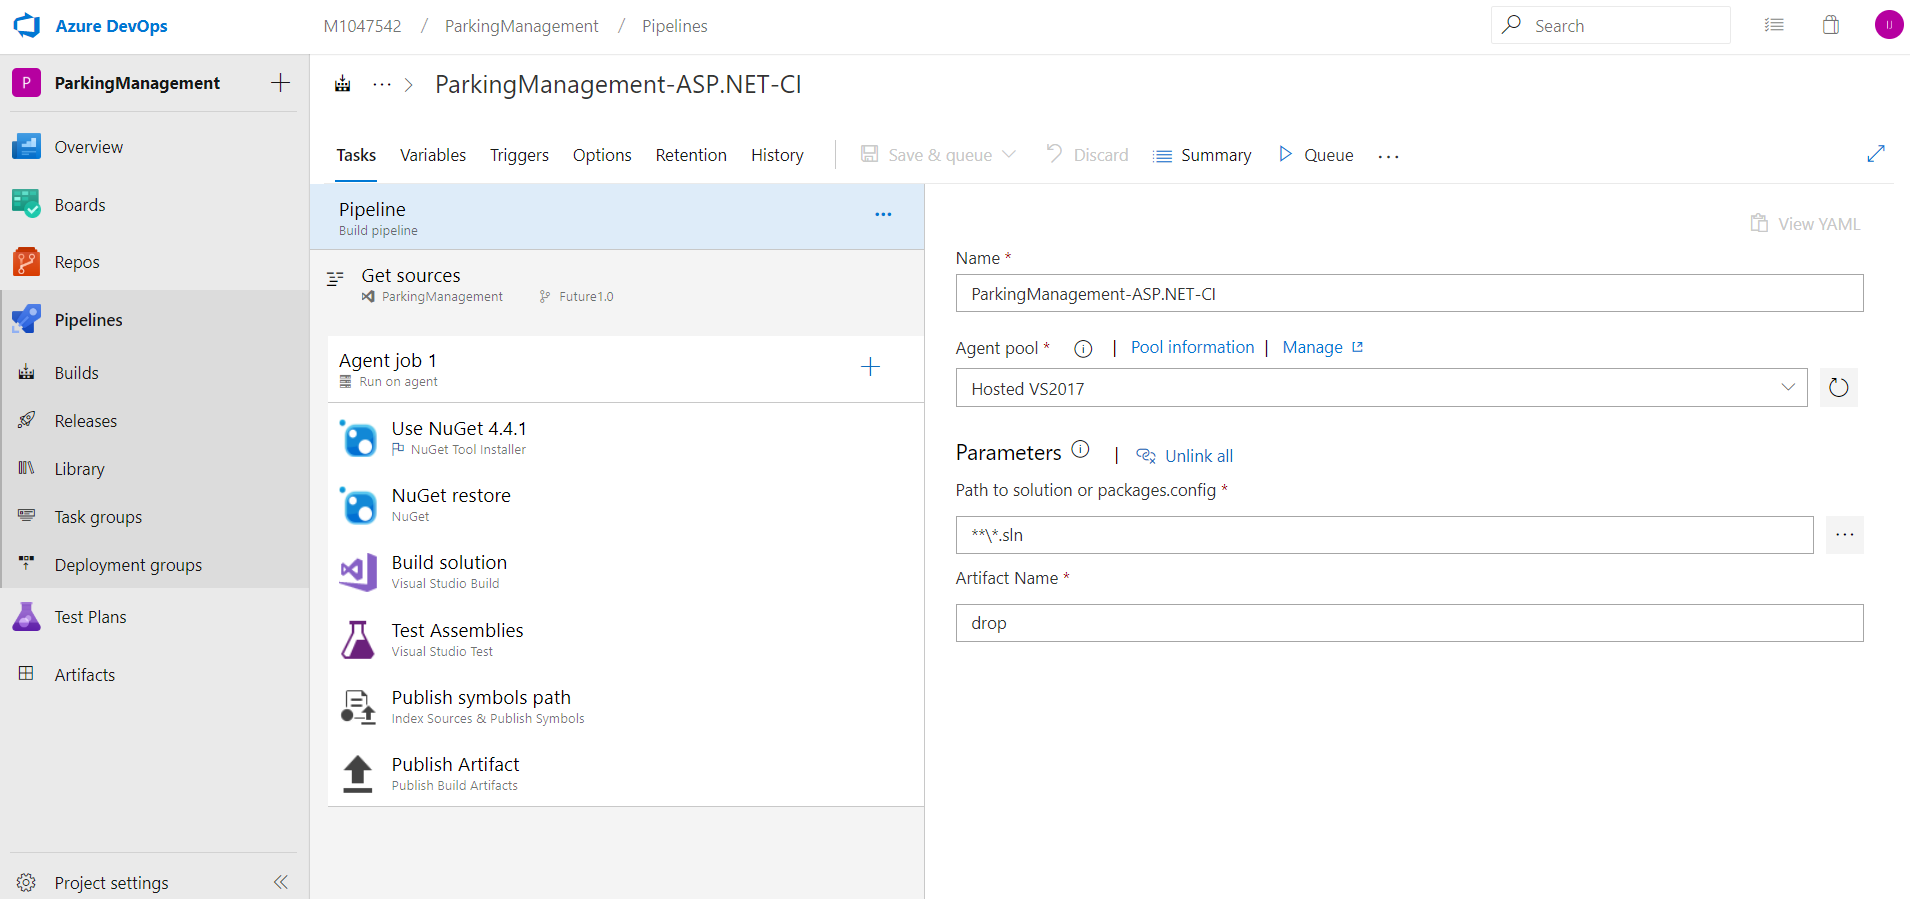 Azure DevOps
M1047542 / ParkingManagement / Pipelines
Search
IJ
P ParkingManagement
Overview
Boards
Repos
Pipelines
Builds
Releases
Library
Task groups
Deployment groups
Test Plans
Artifacts
Project settings
... > ParkingManagement-ASP.NET-CI
Tasks Variables Triggers Options Retention History Save & queue Discard Summary Queue ...
Pipeline
Build pipeline
...
Get sources
ParkingManagement Future1.0
Agent job 1
Run on agent
Use NuGet 4.4.1
NuGet Tool Installer
NuGet restore
NuGet
Build solution
Visual Studio Build
Test Assemblies
Visual Studio Test
Publish symbols path
Index Sources & Publish Symbols
Publish Artifact
Publish Build Artifacts
View YAML
Name *
ParkingManagement-ASP.NET-CI
Agent pool * | Pool information | Manage
Hosted VS2017
Parameters | Unlink all
Path to solution or packages.config *
**\*.sln
...
Artifact Name *
drop